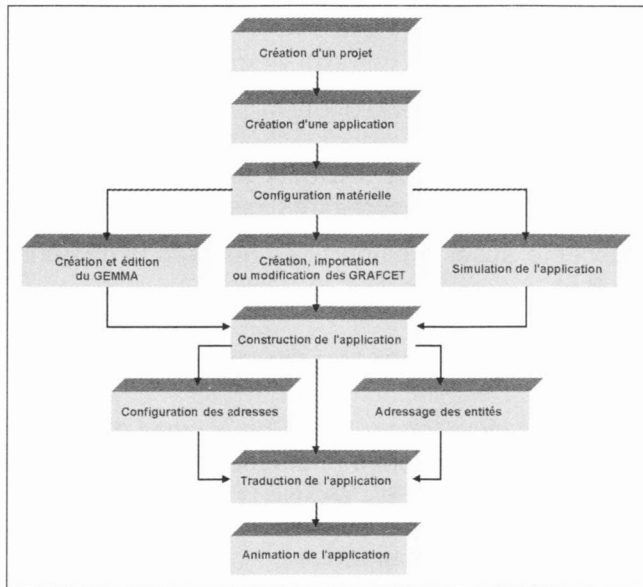 Création d'un projet
Création d'une application
Configuration matérielle
Création et édition
du GEMMA
Création, importation
ou modification des GRAFCET
Simulation de l'application
Construction de l'application
Configuration des adresses
Adressage des entités
Traduction de l'application
Animation de l'application